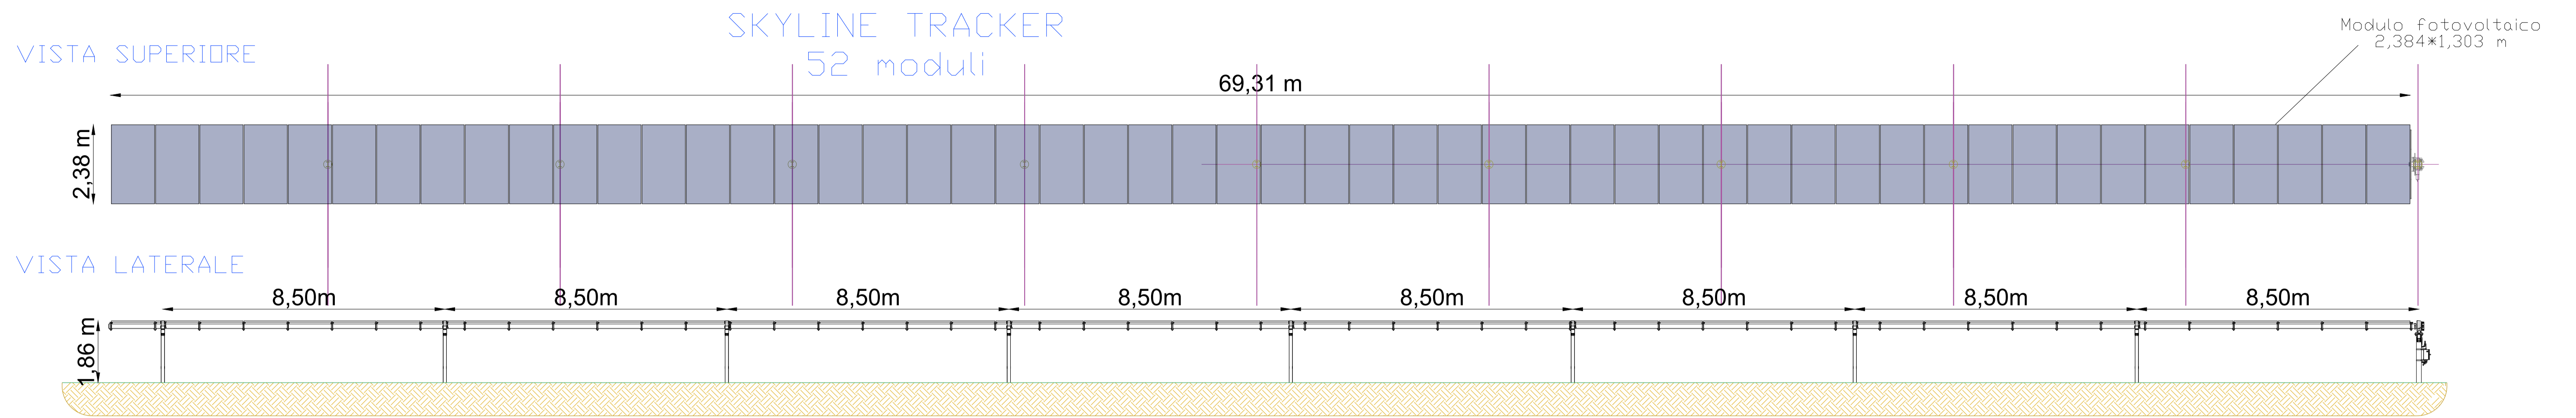 SKYLINE TRACKER
52 moduli
VISTA SUPERIORE
Modulo fotovoltaico
2,384*1,303 m
69,31 m
2,38 m
VISTA LATERALE
8,50m
8,50m
8,50m
8,50m
8,50m
8,50m
8,50m
8,50m
1,86 m